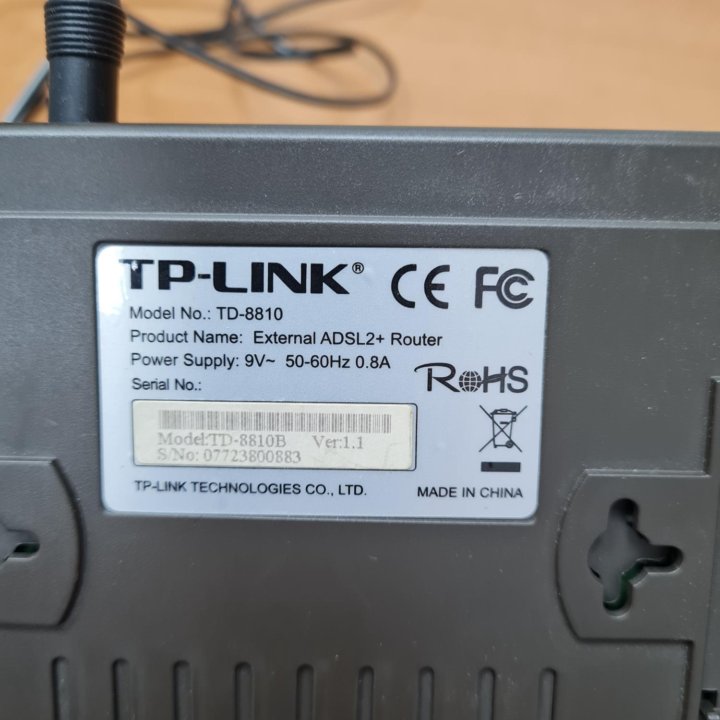 TP-LINK® CE FC
Model No.: TD-8810
Product Name: External ADSL2+ Router
Power Supply: 9V~ 50-60Hz 0.8A
RoHS
Serial No.:
Model:TD-8810B Ver:1.1
S/No: 07723800883
TP-LINK TECHNOLOGIES CO., LTD. MADE IN CHINA